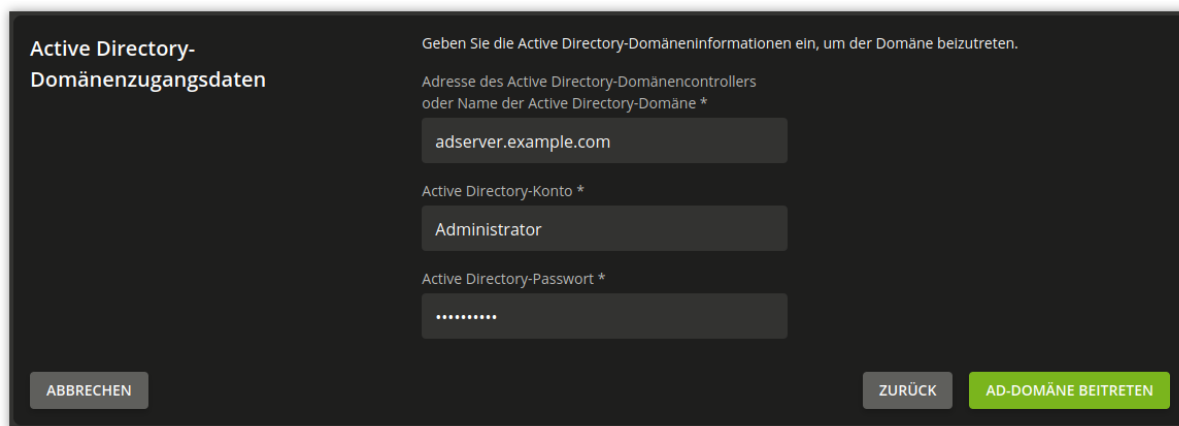 Active Directory-
Domänenzugangsdaten
Geben Sie die Active Directory-Domäneninformationen ein, um der Domäne beizutreten.
Adresse des Active Directory-Domänencontrollers
oder Name der Active Directory-Domäne *
adserver.example.com
Active Directory-Konto *
Administrator
Active Directory-Passwort *
••••••••••
ABBRECHEN
ZURÜCK
AD-DOMÄNE BEITRETEN